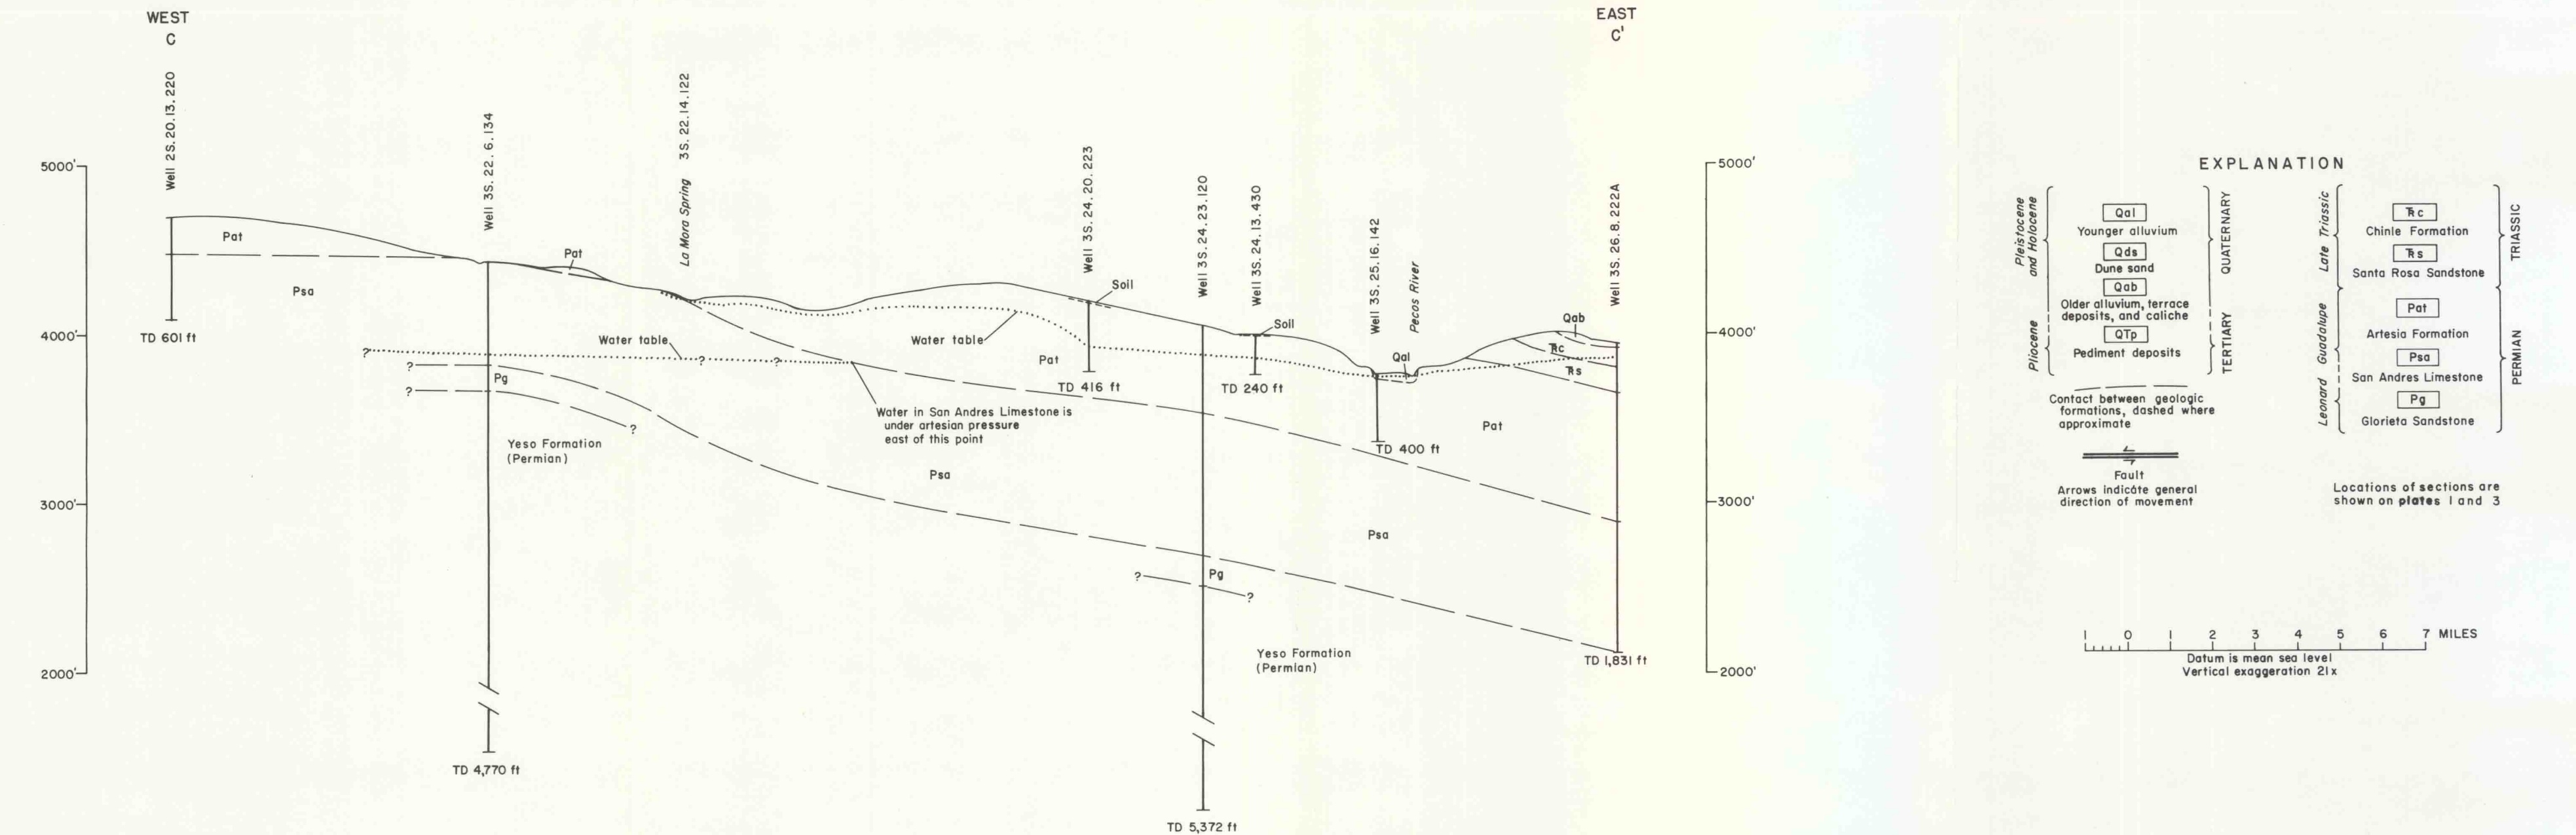 WEST
C
EAST
C'
Well 2S.20.13.220
Well 3S.22.6.134
La Mora Spring 3S.22.14.122
Well 3S.24.20.223
Well 3S.24.23.120
Well 3S.24.13.430
Well 3S.25.16.142
Pecos River
Well 3S.26.8.222A
5000'
4000'
3000'
2000'
5000'
4000'
3000'
2000'
Pat
Psa
TD 601 ft
Pat
Soil
Soil
Qal
Qab
Ꞃc
Ꞃs
Water table
Water table
Pat
?
?
?
?
?
Pg
?
TD 416 ft
TD 240 ft
Water in San Andres Limestone is
under artesian pressure
east of this point
Yeso Formation
(Permian)
TD 400 ft
Pat
Psa
Psa
?
Pg
?
Yeso Formation
(Permian)
TD 1,831 ft
TD 4,770 ft
TD 5,372 ft
EXPLANATION
Pleistocene
and Holocene
Pliocene
Qal
Younger alluvium
Qds
Dune sand
Qab
Older alluvium, terrace
deposits, and caliche
QTp
Pediment deposits
QUATERNARY
TERTIARY
Contact between geologic
formations, dashed where
approximate
Fault
Arrows indicate general
direction of movement
Late Triassic
Guadalupe
Leonard
Ꞃc
Chinle Formation
Ꞃs
Santa Rosa Sandstone
Pat
Artesia Formation
Psa
San Andres Limestone
Pg
Glorieta Sandstone
TRIASSIC
PERMIAN
Locations of sections are
shown on plates 1 and 3
1 0 1 2 3 4 5 6 7 MILES
Datum is mean sea level
Vertical exaggeration 21x